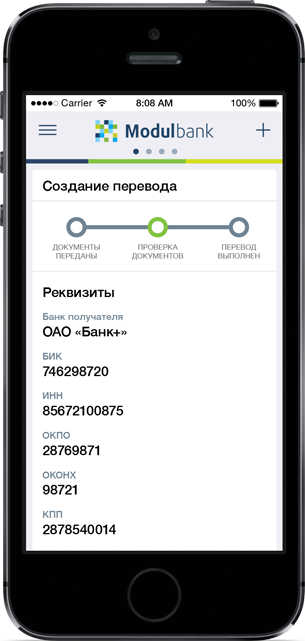 Carrier 8:08 AM 100%
Modulbank
Создание перевода
ДОКУМЕНТЫ ПЕРЕДАНЫ
ПРОВЕРКА ДОКУМЕНТОВ
ПЕРЕВОД ВЫПОЛНЕН
Реквизиты
Банк получателя
ОАО «Банк+»
БИК
746298720
ИНН
85672100875
ОКПО
28769871
ОКОНХ
98721
КПП
2878540014